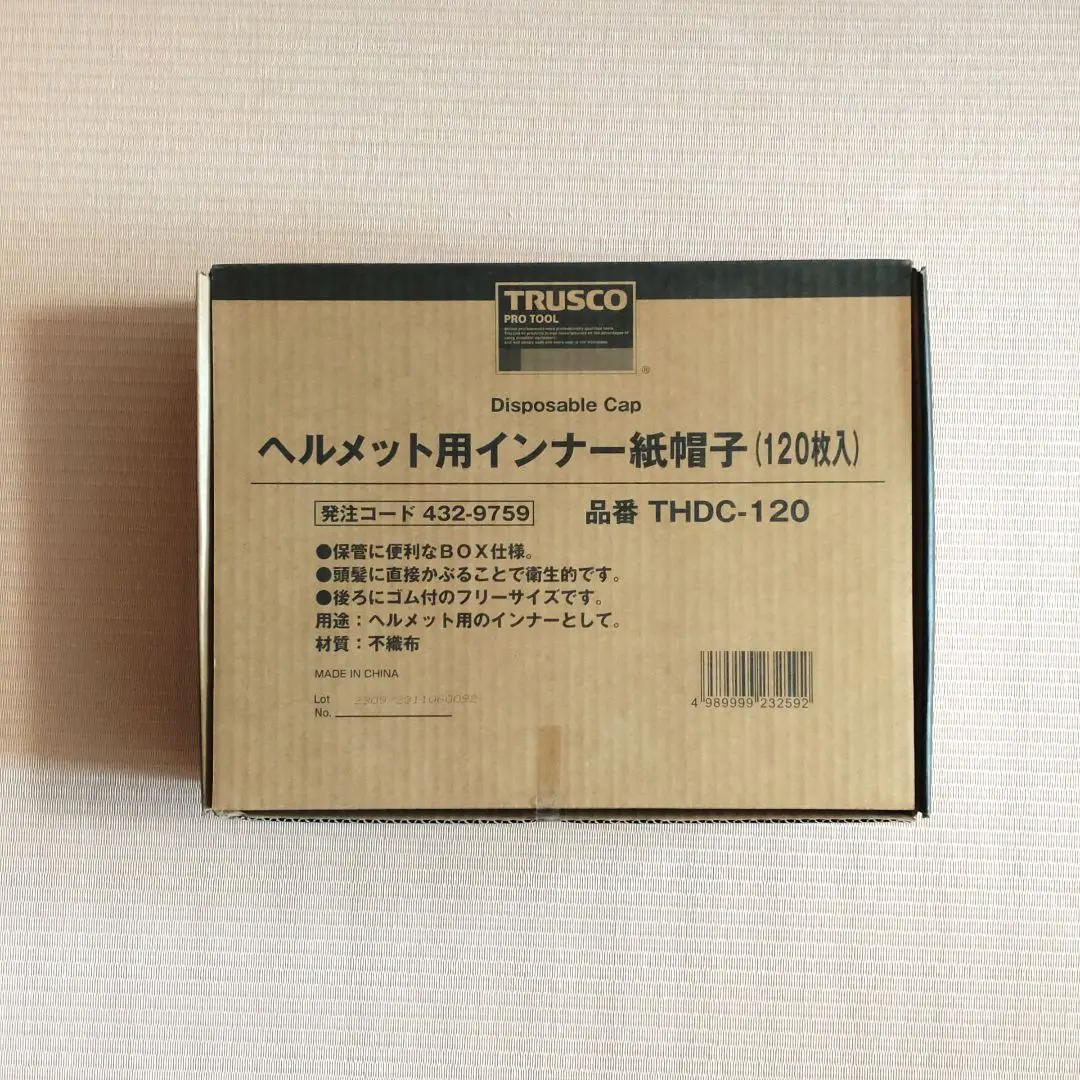 TRUSCO
PRO TOOL
®
Disposable Cap
ヘルメット用インナー紙帽子(120枚入)
発注コード 432-9759 品番 THDC-120
●保管に便利なBOX仕様。
●頭髪に直接かぶることで衛生的です。
●後ろにゴム付のフリーサイズです。
用途：ヘルメット用のインナーとして。
材質：不織布
MADE IN CHINA
Lot
No.
4 989999 232592